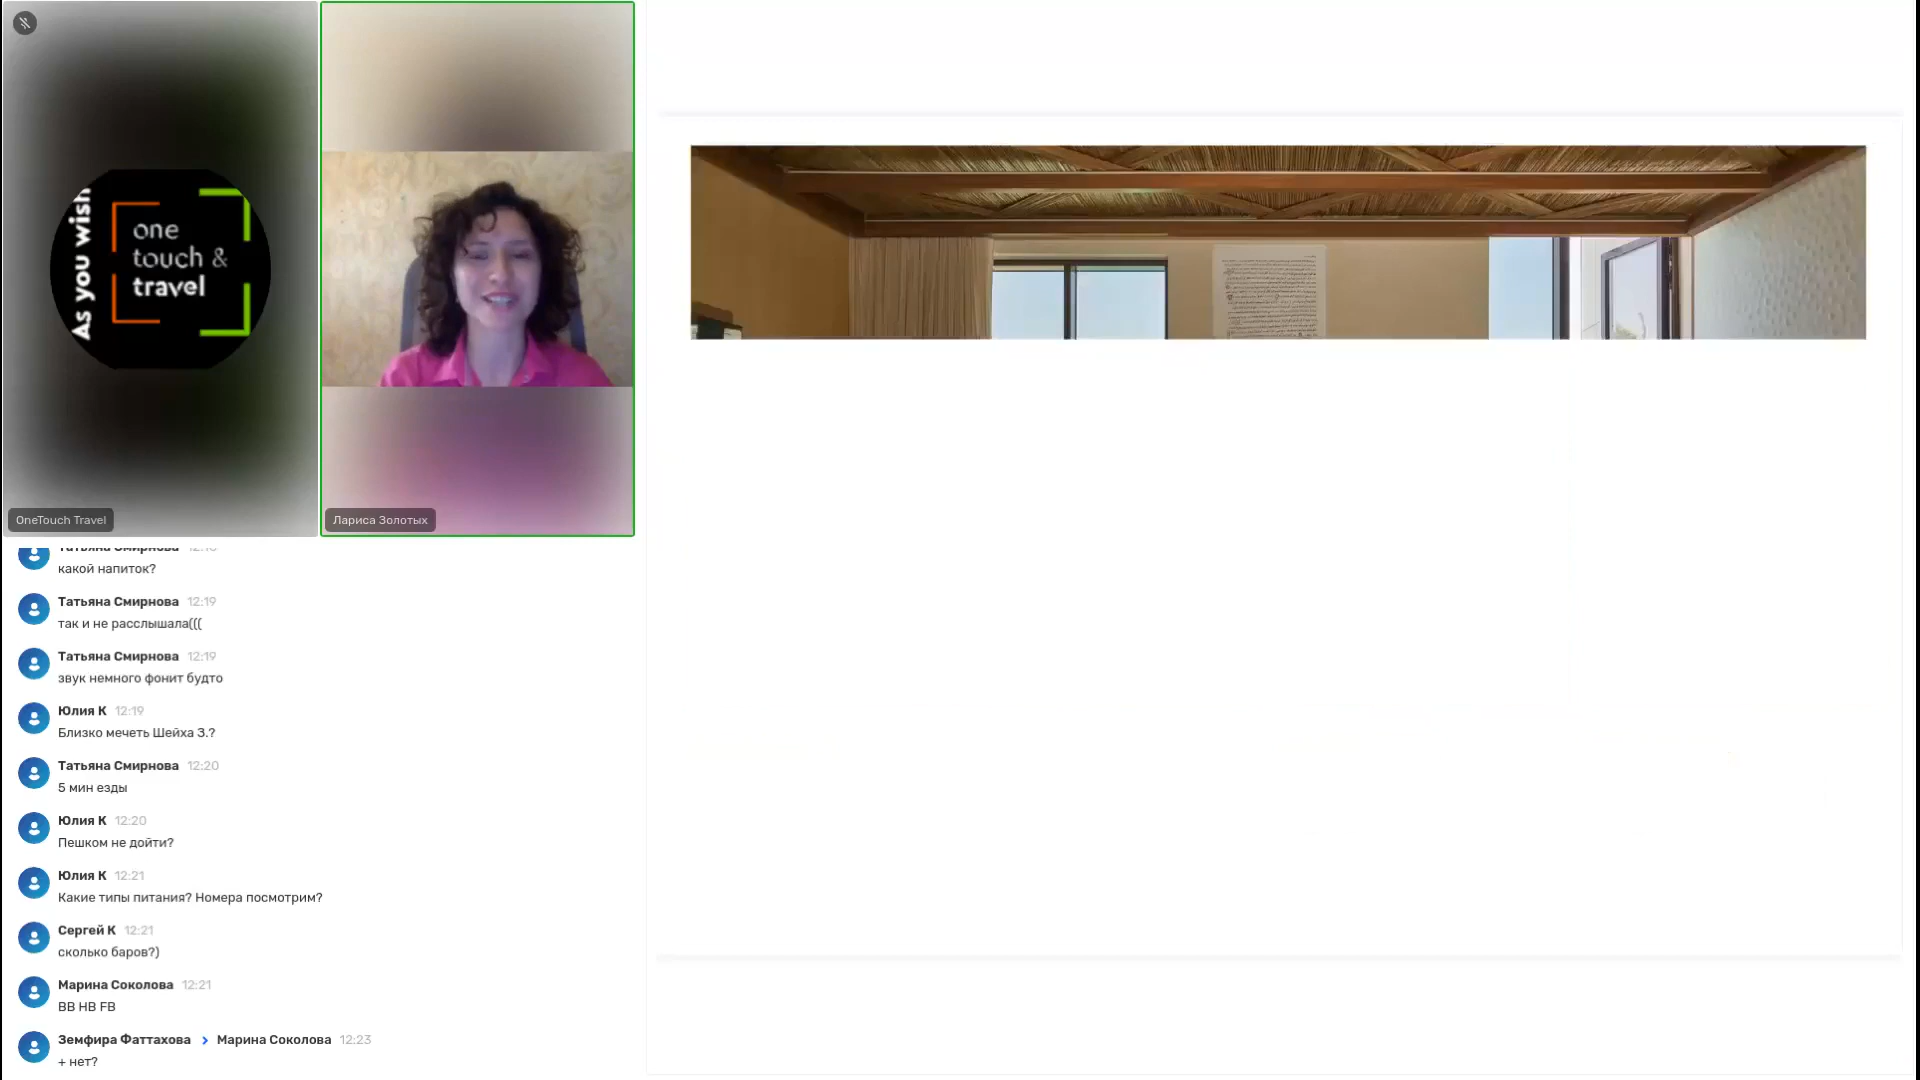 As you wish
one
touch &
travel
OneTouch Travel
Лариса Золотых
Татьяна Смирнова
какой напиток?
Татьяна Смирнова 12:19
так и не расслышала(((
Татьяна Смирнова 12:19
звук немного фонит будто
Юлия К 12:19
Близко мечеть Шейха З.?
Татьяна Смирнова 12:20
5 мин езды
Юлия К 12:20
Пешком не дойти?
Юлия К 12:21
Какие типы питания? Номера посмотрим?
Сергей К 12:21
сколько баров?)
Марина Соколова 12:21
BB HB FB
Земфира Фаттахова > Марина Соколова 12:23
+ нет?